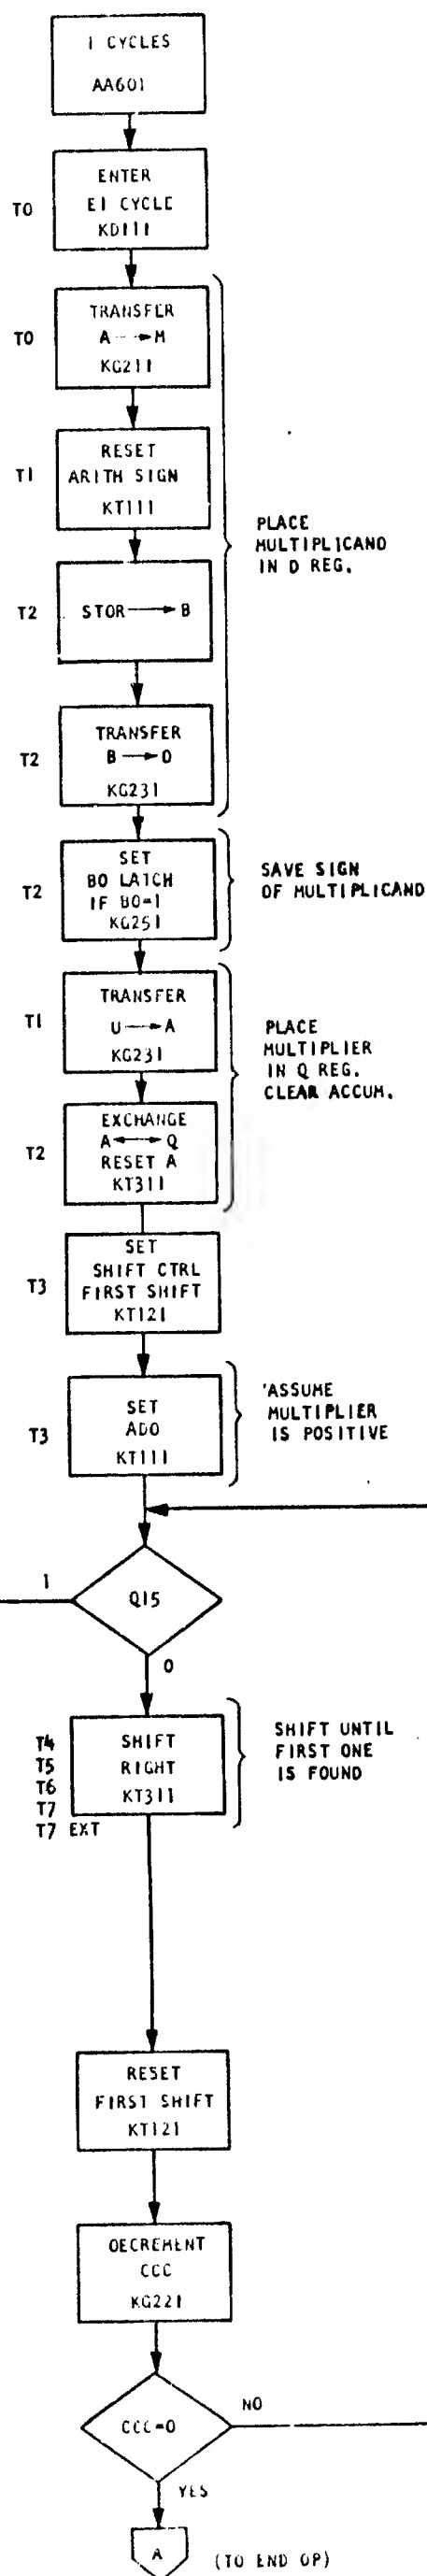 I CYCLES
AA601
ENTER
E1 CYCLE
KD111
T0
TRANSFER
A → M
KG211
T0
RESET
ARITH SIGN
KT111
T1
PLACE
MULTIPLICAND
IN D REG.
STOR → B
T2
TRANSFER
B → D
KG231
T2
SET
B0 LATCH
IF B0=1
KG251
T2
SAVE SIGN
OF MULTIPLICAND
TRANSFER
U → A
KG231
T1
PLACE
MULTIPLIER
IN Q REG.
CLEAR ACCUM.
EXCHANGE
A ↔ Q
RESET A
KT311
T2
SET
SHIFT CTRL
FIRST SHIFT
KT121
T3
SET
ADD
KT111
T3
'ASSUME
MULTIPLIER
IS POSITIVE
1
Q15
0
T4
T5
T6
T7
T7 EXT
SHIFT
RIGHT
KT311
SHIFT UNTIL
FIRST ONE
IS FOUND
RESET
FIRST SHIFT
KT121
DECREMENT
CCC
KG221
CCC=0
NO
YES
A
(TO END OP)